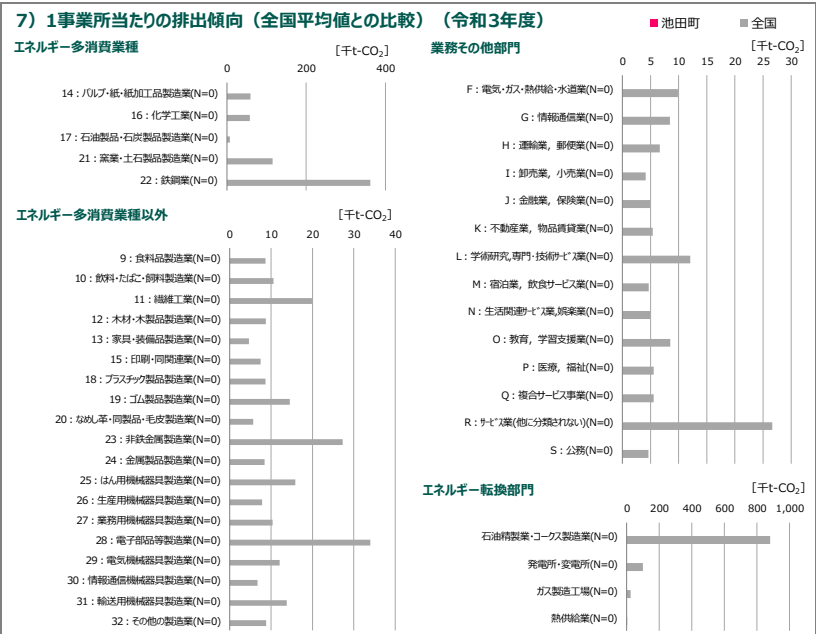 7）1事業所当たりの排出傾向（全国平均値との比較）（令和3年度）
■池田町 ■全国
エネルギー多消費業種
[千t-CO₂]
0 200 400
14：パルプ・紙・紙加工品製造業(N=0)
16：化学工業(N=0)
17：石油製品・石炭製品製造業(N=0)
21：窯業・土石製品製造業(N=0)
22：鉄鋼業(N=0)
エネルギー多消費業種以外
[千t-CO₂]
0 10 20 30 40
9：食料品製造業(N=0)
10：飲料・たばこ・飼料製造業(N=0)
11：繊維工業(N=0)
12：木材・木製品製造業(N=0)
13：家具・装備品製造業(N=0)
15：印刷・同関連業(N=0)
18：プラスチック製品製造業(N=0)
19：ゴム製品製造業(N=0)
20：なめし革・同製品・毛皮製造業(N=0)
23：非鉄金属製造業(N=0)
24：金属製品製造業(N=0)
25：はん用機械器具製造業(N=0)
26：生産用機械器具製造業(N=0)
27：業務用機械器具製造業(N=0)
28：電子部品等製造業(N=0)
29：電気機械器具製造業(N=0)
30：情報通信機械器具製造業(N=0)
31：輸送用機械器具製造業(N=0)
32：その他の製造業(N=0)
業務その他部門
[千t-CO₂]
0 5 10 15 20 25 30
F：電気・ガス・熱供給・水道業(N=0)
G：情報通信業(N=0)
H：運輸業，郵便業(N=0)
I：卸売業，小売業(N=0)
J：金融業，保険業(N=0)
K：不動産業，物品賃貸業(N=0)
L：学術研究,専門・技術ｻｰﾋﾞｽ業(N=0)
M：宿泊業，飲食サービス業(N=0)
N：生活関連ｻｰﾋﾞｽ業,娯楽業(N=0)
O：教育，学習支援業(N=0)
P：医療，福祉(N=0)
Q：複合サービス事業(N=0)
R：ｻｰﾋﾞｽ業(他に分類されない)(N=0)
S：公務(N=0)
エネルギー転換部門
[千t-CO₂]
0 200 400 600 800 1,000
石油精製業・コークス製造業(N=0)
発電所・変電所(N=0)
ガス製造工場(N=0)
熱供給業(N=0)